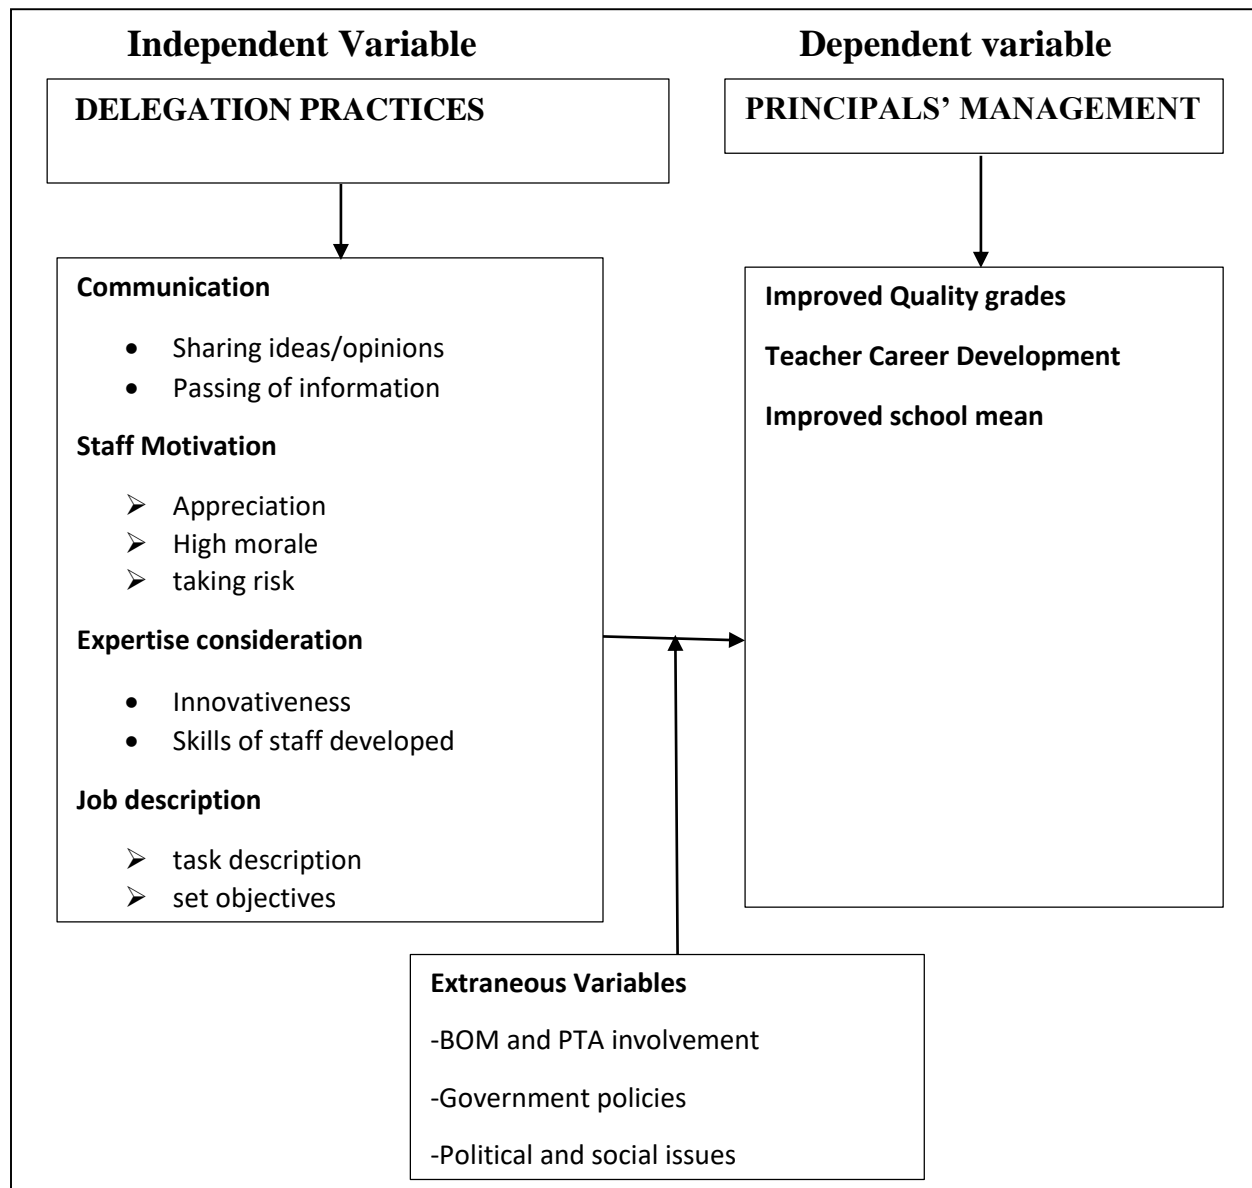 Independent Variable
Dependent variable
DELEGATION PRACTICES
PRINCIPALS’ MANAGEMENT
Communication
• Sharing ideas/opinions
• Passing of information
Staff Motivation
➢ Appreciation
➢ High morale
➢ taking risk
Expertise consideration
• Innovativeness
• Skills of staff developed
Job description
➢ task description
➢ set objectives
Improved Quality grades
Teacher Career Development
Improved school mean
Extraneous Variables
-BOM and PTA involvement
-Government policies
-Political and social issues